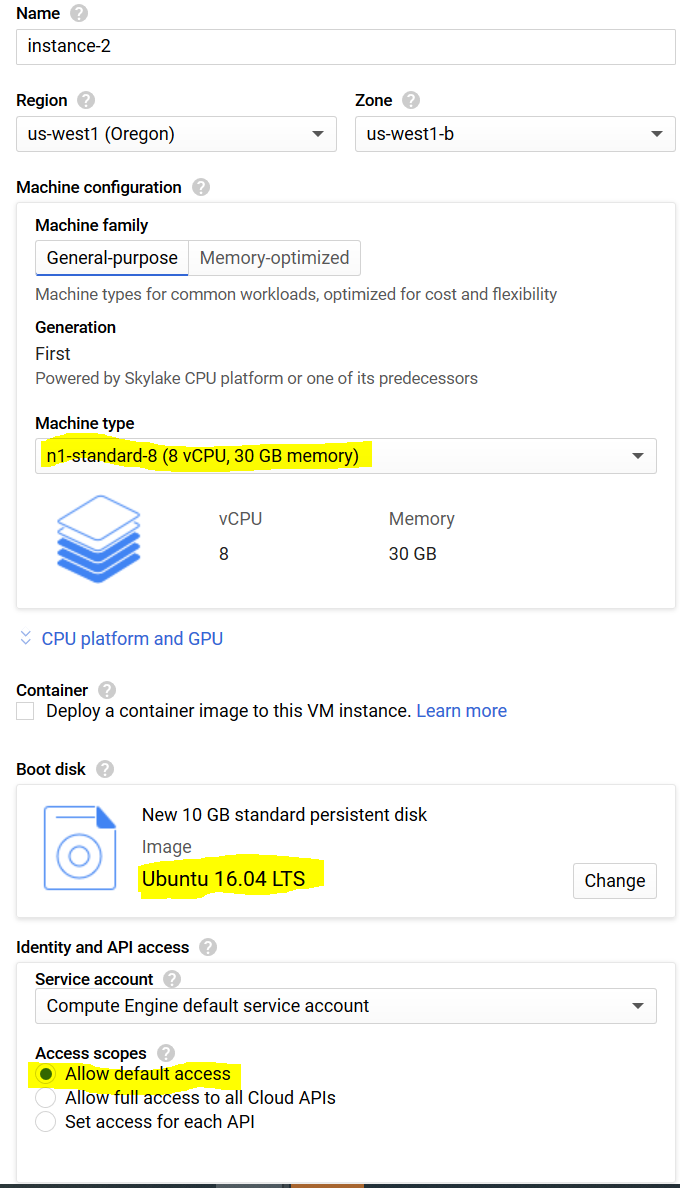 Name ?
instance-2
Region ? Zone ?
us-west1 (Oregon) us-west1-b
Machine configuration ?
Machine family
General-purpose Memory-optimized
Machine types for common workloads, optimized for cost and flexibility
Generation
First
Powered by Skylake CPU platform or one of its predecessors
Machine type
n1-standard-8 (8 vCPU, 30 GB memory)
vCPU Memory
8 30 GB
CPU platform and GPU
Container ?
Deploy a container image to this VM instance. Learn more
Boot disk ?
New 10 GB standard persistent disk
Image
Ubuntu 16.04 LTS
Change
Identity and API access ?
Service account ?
Compute Engine default service account
Access scopes ?
Allow default access
Allow full access to all Cloud APIs
Set access for each API